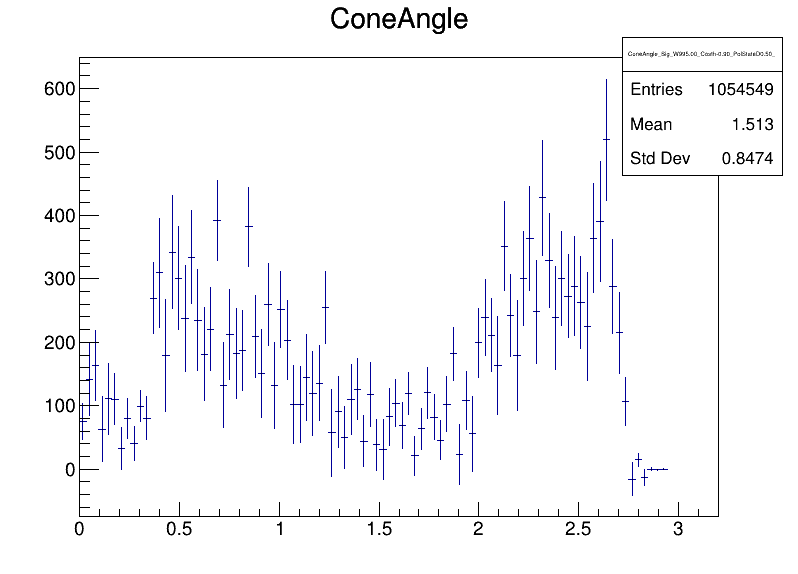 ConeAngle
ConeAngle_Sig_W995.00_Costh-0.90_PolStateD0.50_
Entries 1054549
Mean 1.513
Std Dev 0.8474
600
500
400
300
200
100
0
0 0.5 1 1.5 2 2.5 3